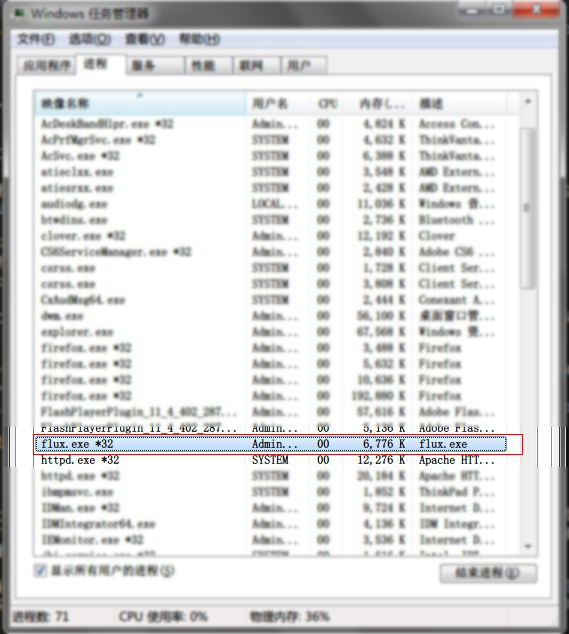 Windows 任务管理器
文件(F) 选项(O) 查看(V) 帮助(H)
应用程序 进程 服务 性能 联网 用户
映像名称 用户名 CPU 内存(... 描述
AcDeskBandHlpr.exe *32 Admin... 00 4,824 K Access Con...
AcPrfMgrSvc.exe *32 SYSTEM 00 4,632 K ThinkVanta...
AcSvc.exe *32 SYSTEM 00 6,388 K ThinkVanta...
atieclxx.exe SYSTEM 00 3,548 K AMD Extern...
atiesrxx.exe SYSTEM 00 2,428 K AMD Extern...
audiodg.exe LOCAL... 00 11,036 K Windows 音...
btwdins.exe SYSTEM 00 2,736 K Bluetooth ...
clover.exe *32 Admin... 00 12,192 K Clover
CS6ServiceManager.exe *32 Admin... 00 2,840 K Adobe CS6 ...
csrss.exe SYSTEM 00 1,728 K Client Ser...
csrss.exe SYSTEM 00 3,808 K Client Ser...
CxAudMsg64.exe SYSTEM 00 2,444 K Conexant A...
dwm.exe Admin... 00 56,100 K 桌面窗口管...
explorer.exe Admin... 00 67,568 K Windows 资...
firefox.exe *32 Admin... 00 3,488 K Firefox
firefox.exe *32 Admin... 00 5,632 K Firefox
firefox.exe *32 Admin... 00 10,636 K Firefox
firefox.exe *32 Admin... 00 192,880 K Firefox
FlashPlayerPlugin_11_4_402_287... Admin... 00 57,616 K Adobe Flas...
FlashPlayerPlugin_11_4_402_287... Admin... 00 5,136 K Adobe Flas...
flux.exe *32 Admin... 00 6,776 K flux.exe
httpd.exe *32 SYSTEM 00 12,276 K Apache HTT...
httpd.exe *32 SYSTEM 00 20,184 K Apache HTT...
ibmpmsvc.exe SYSTEM 00 1,852 K ThinkPad P...
IDMan.exe *32 Admin... 00 9,724 K Internet D...
IDMIntegrator64.exe Admin... 00 4,136 K IDM Integr...
IEMonitor.exe *32 Admin... 00 3,536 K Internet D...
显示所有用户的进程(S) 结束进程(E)
进程数: 71 CPU 使用率: 0% 物理内存: 36%